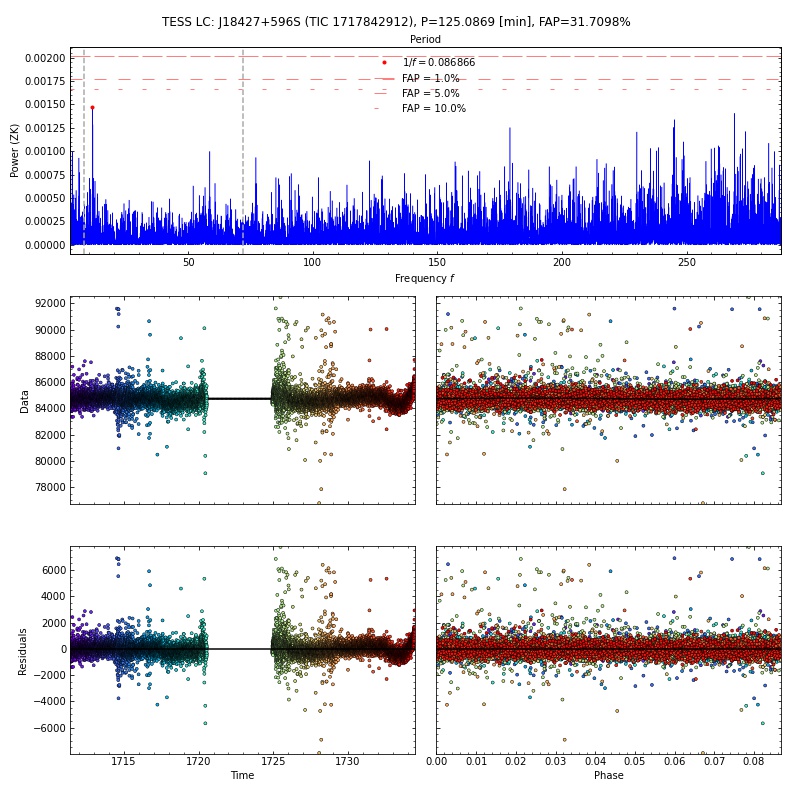 TESS LC: J18427+596S (TIC 1717842912), P=125.0869 [min], FAP=31.7098%
Period
1/f = 0.086866
FAP = 1.0%
FAP = 5.0%
FAP = 10.0%
Power (ZK)
0.00200
0.00175
0.00150
0.00125
0.00100
0.00075
0.00050
0.00025
0.00000
50 100 150 200 250
Frequency f
Data
92000
90000
88000
86000
84000
82000
80000
78000
Residuals
6000
4000
2000
0
−2000
−4000
−6000
1715 1720 1725 1730
Time
0.00 0.01 0.02 0.03 0.04 0.05 0.06 0.07 0.08
Phase